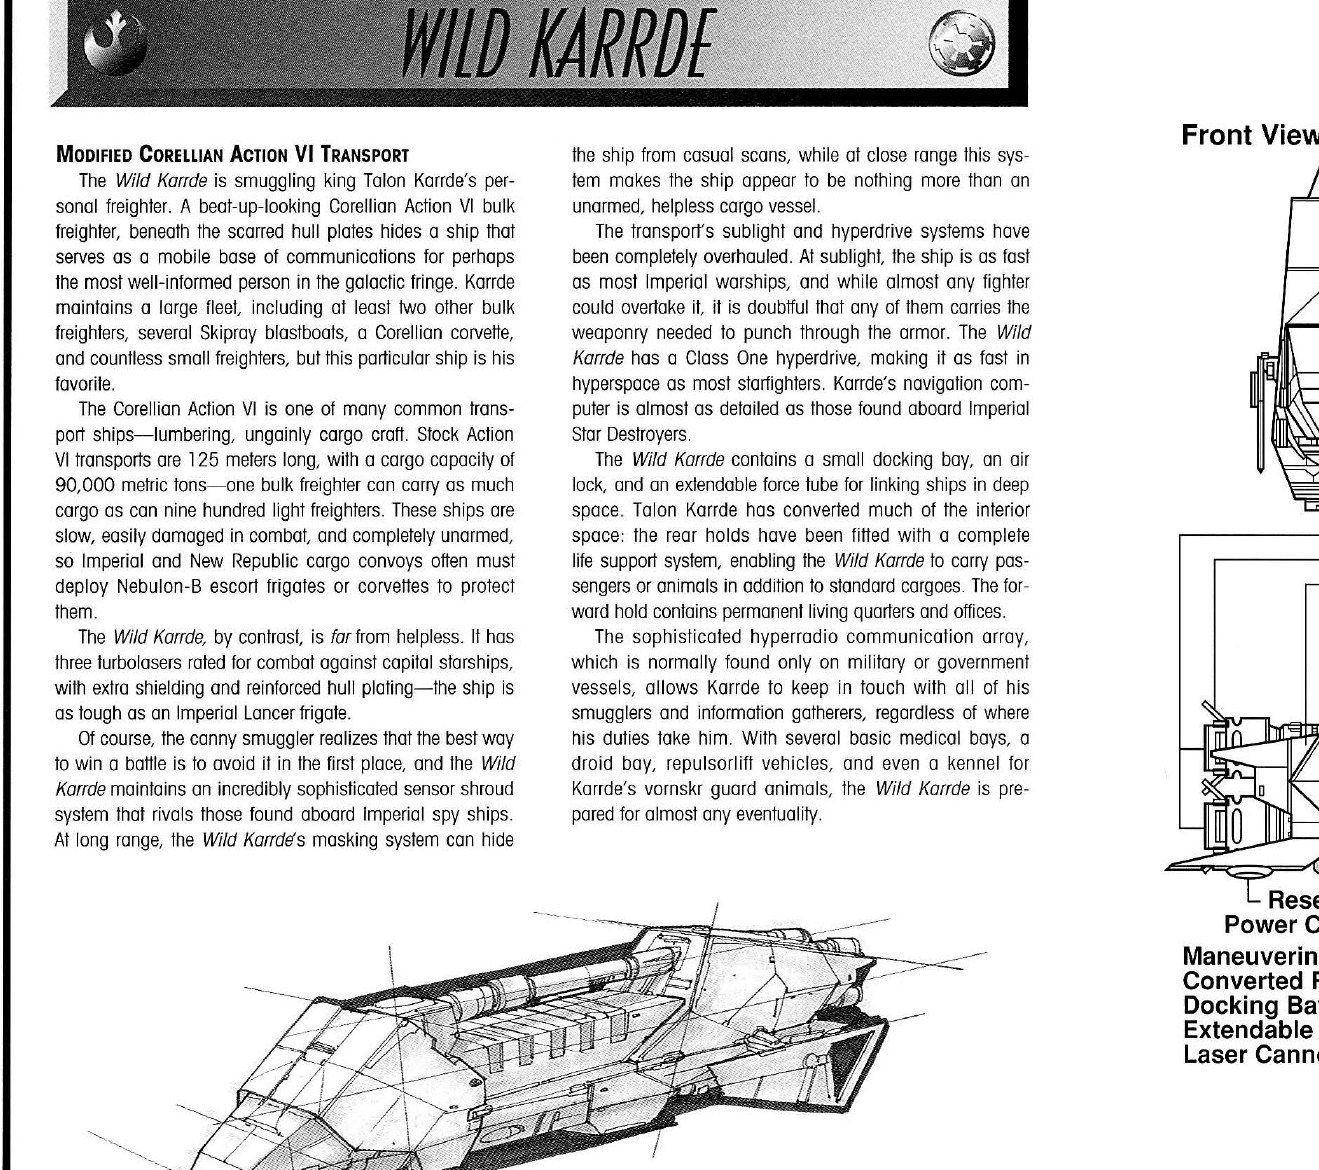 WILD KARRDE
MODIFIED CORELLIAN ACTION VI TRANSPORT
The Wild Karrde is smuggling king Talon Karrde's per-
sonal freighter. A beat-up-looking Corellian Action VI bulk
freighter, beneath the scarred hull plates hides a ship that
serves as a mobile base of communications for perhaps
the most well-informed person in the galactic fringe. Karrde
maintains a large fleet, including at least two other bulk
freighters, several Skipray blastboats, a Corellian corvette,
and countless small freighters, but this particular ship is his
favorite.
The Corellian Action VI is one of many common trans-
port ships—lumbering, ungainly cargo craft. Stock Action
VI transports are 125 meters long, with a cargo capacity of
90,000 metric tons—one bulk freighter can carry as much
cargo as can nine hundred light freighters. These ships are
slow, easily damaged in combat, and completely unarmed,
so Imperial and New Republic cargo convoys often must
deploy Nebulon-B escort frigates or corvettes to protect
them.
The Wild Karrde, by contrast, is far from helpless. It has
three turbolasers rated for combat against capital starships,
with extra shielding and reinforced hull plating—the ship is
as tough as an Imperial Lancer frigate.
Of course, the canny smuggler realizes that the best way
to win a battle is to avoid it in the first place, and the Wild
Karrde maintains an incredibly sophisticated sensor shroud
system that rivals those found aboard Imperial spy ships.
At long range, the Wild Karrde's masking system can hide
the ship from casual scans, while at close range this sys-
tem makes the ship appear to be nothing more than an
unarmed, helpless cargo vessel.
The transport's sublight and hyperdrive systems have
been completely overhauled. At sublight, the ship is as fast
as most Imperial warships, and while almost any fighter
could overtake it, it is doubtful that any of them carries the
weaponry needed to punch through the armor. The Wild
Karrde has a Class One hyperdrive, making it as fast in
hyperspace as most starfighters. Karrde's navigation com-
puter is almost as detailed as those found aboard Imperial
Star Destroyers.
The Wild Karrde contains a small docking bay, an air
lock, and an extendable force tube for linking ships in deep
space. Talon Karrde has converted much of the interior
space: the rear holds have been fitted with a complete
life support system, enabling the Wild Karrde to carry pas-
sengers or animals in addition to standard cargoes. The for-
ward hold contains permanent living quarters and offices.
The sophisticated hyperradio communication array,
which is normally found only on military or government
vessels, allows Karrde to keep in touch with all of his
smugglers and information gatherers, regardless of where
his duties take him. With several basic medical bays, a
droid bay, repulsorlift vehicles, and even a kennel for
Karrde's vornskr guard animals, the Wild Karrde is pre-
pared for almost any eventuality.
Front View
Rese
Power C
Maneuverin
Converted
Docking Ba
Extendable
Laser Cann